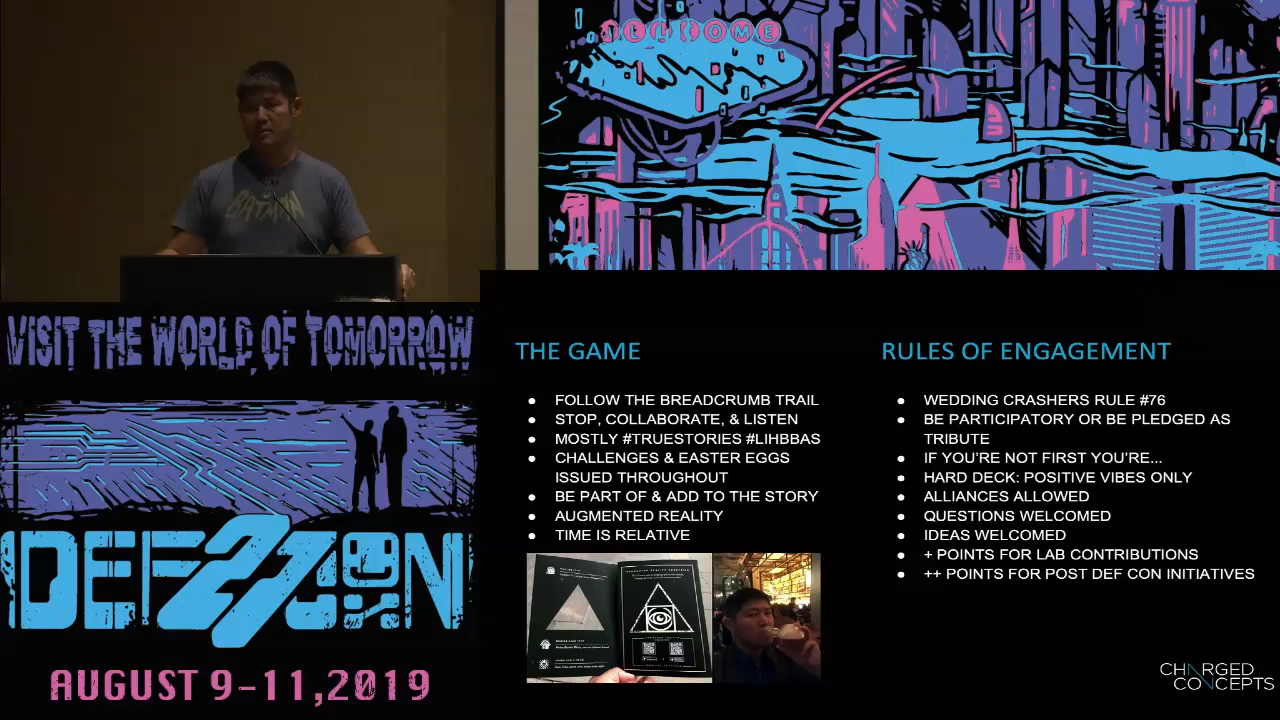 WELCOME
BATMAN
VISIT THE WORLD OF TOMORROW
DEF 27 CON
AUGUST 9-11,2019
THE GAME
● FOLLOW THE BREADCRUMB TRAIL
● STOP, COLLABORATE, & LISTEN
● MOSTLY #TRUESTORIES #LIHBBAS
● CHALLENGES & EASTER EGGS
ISSUED THROUGHOUT
● BE PART OF & ADD TO THE STORY
● AUGMENTED REALITY
● TIME IS RELATIVE
RULES OF ENGAGEMENT
● WEDDING CRASHERS RULE #76
● BE PARTICIPATORY OR BE PLEDGED AS
TRIBUTE
● IF YOU'RE NOT FIRST YOU'RE...
● HARD DECK: POSITIVE VIBES ONLY
● ALLIANCES ALLOWED
● QUESTIONS WELCOMED
● IDEAS WELCOMED
● + POINTS FOR LAB CONTRIBUTIONS
● ++ POINTS FOR POST DEF CON INITIATIVES
CHARGED
CONCEPTS